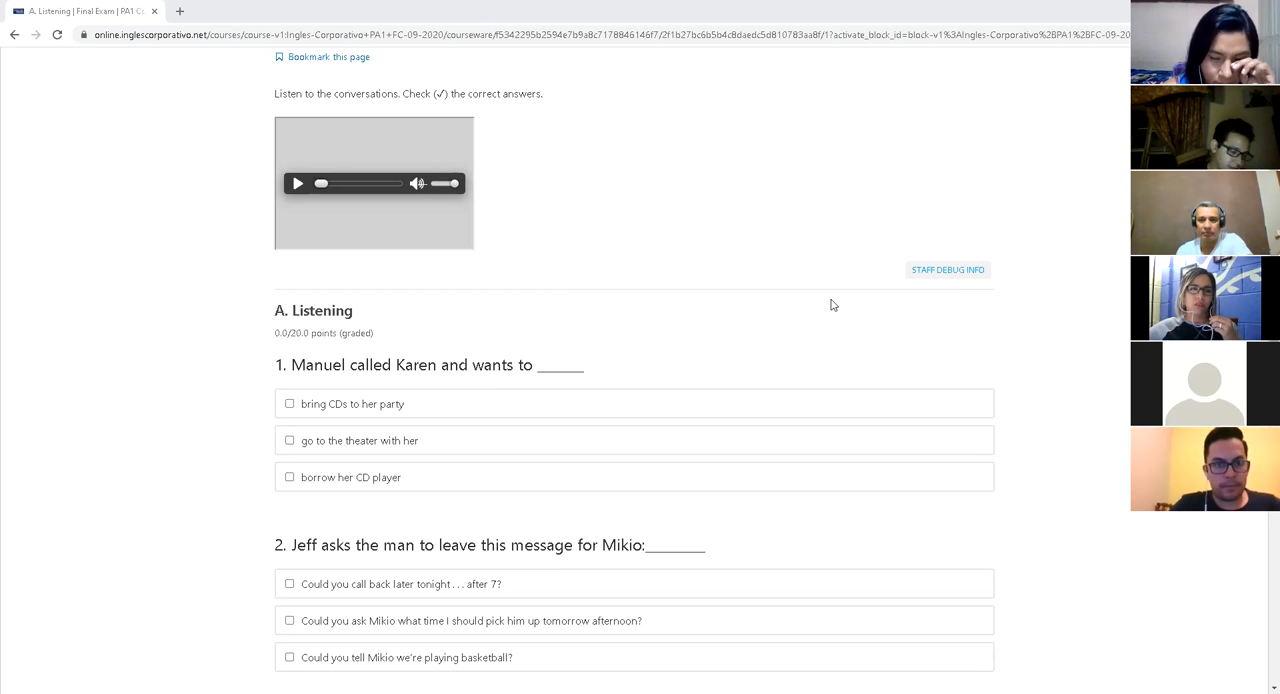 A. Listening | Final Exam | PA1 C
online.inglescorporativo.net/courses/course-v1:Ingles-Corporativo+PA1+FC-09-2020/courseware/f5342295b2594e7b9a8c7178846146f7/2f1b27bc6b5b4c8daedc5d810783aa8f/1?activate_block_id=block-v1%3AIngles-Corporativo%2BPA1%2BFC-09-20
Bookmark this page
Listen to the conversations. Check (✓) the correct answers.
STAFF DEBUG INFO
A. Listening
0.0/20.0 points (graded)
1. Manuel called Karen and wants to ______
bring CDs to her party
go to the theater with her
borrow her CD player
2. Jeff asks the man to leave this message for Mikio:________
Could you call back later tonight . . . after 7?
Could you ask Mikio what time I should pick him up tomorrow afternoon?
Could you tell Mikio we're playing basketball?